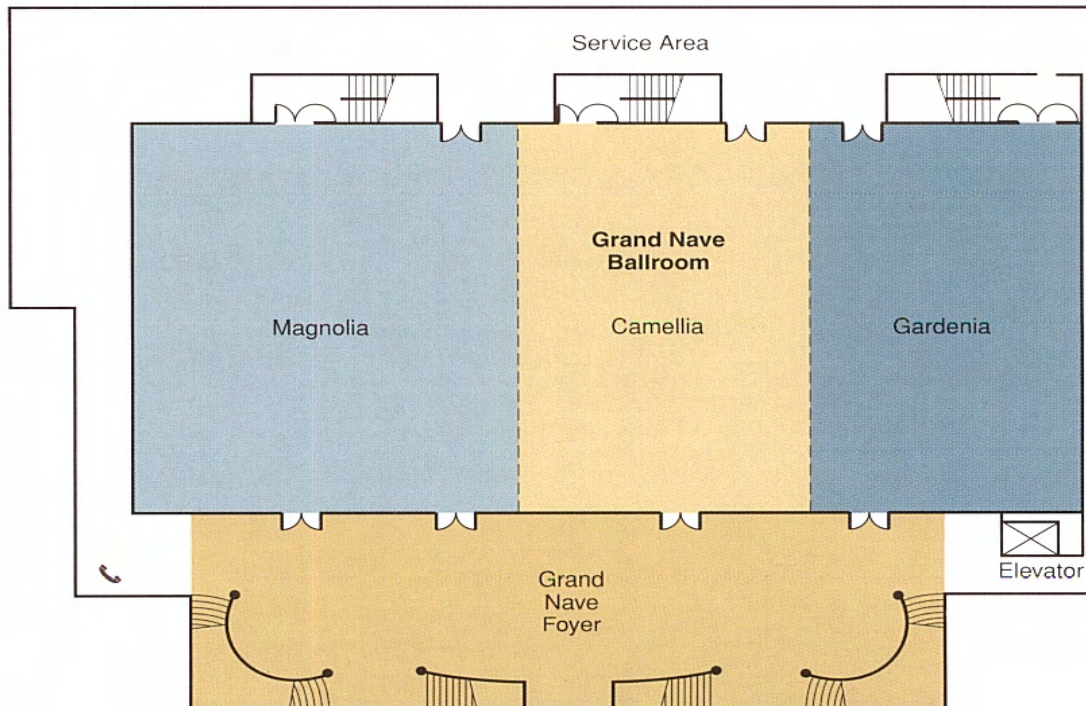 Service Area
Grand Nave
Ballroom
Magnolia
Camellia
Gardenia
Elevator
Grand
Nave
Foyer